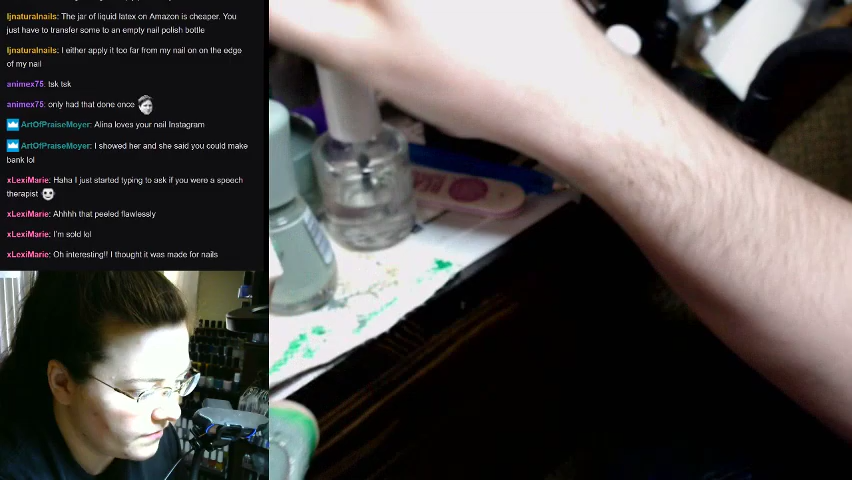 ljnaturalnails: The jar of liquid latex on Amazon is cheaper. You
just have to transfer some to an empty nail polish bottle
ljnaturalnails: I either apply it too far from my nail on on the edge
of my nail
animex75: tsk tsk
animex75: only had that done once
ArtOfPraiseMoyer: Alina loves your nail Instagram
ArtOfPraiseMoyer: I showed her and she said you could make
bank lol
xLexiMarie: Haha I just started typing to ask if you were a speech
therapist
xLexiMarie: Ahhhh that peeled flawlessly
xLexiMarie: I'm sold lol
xLexiMarie: Oh interesting!! I thought it was made for nails